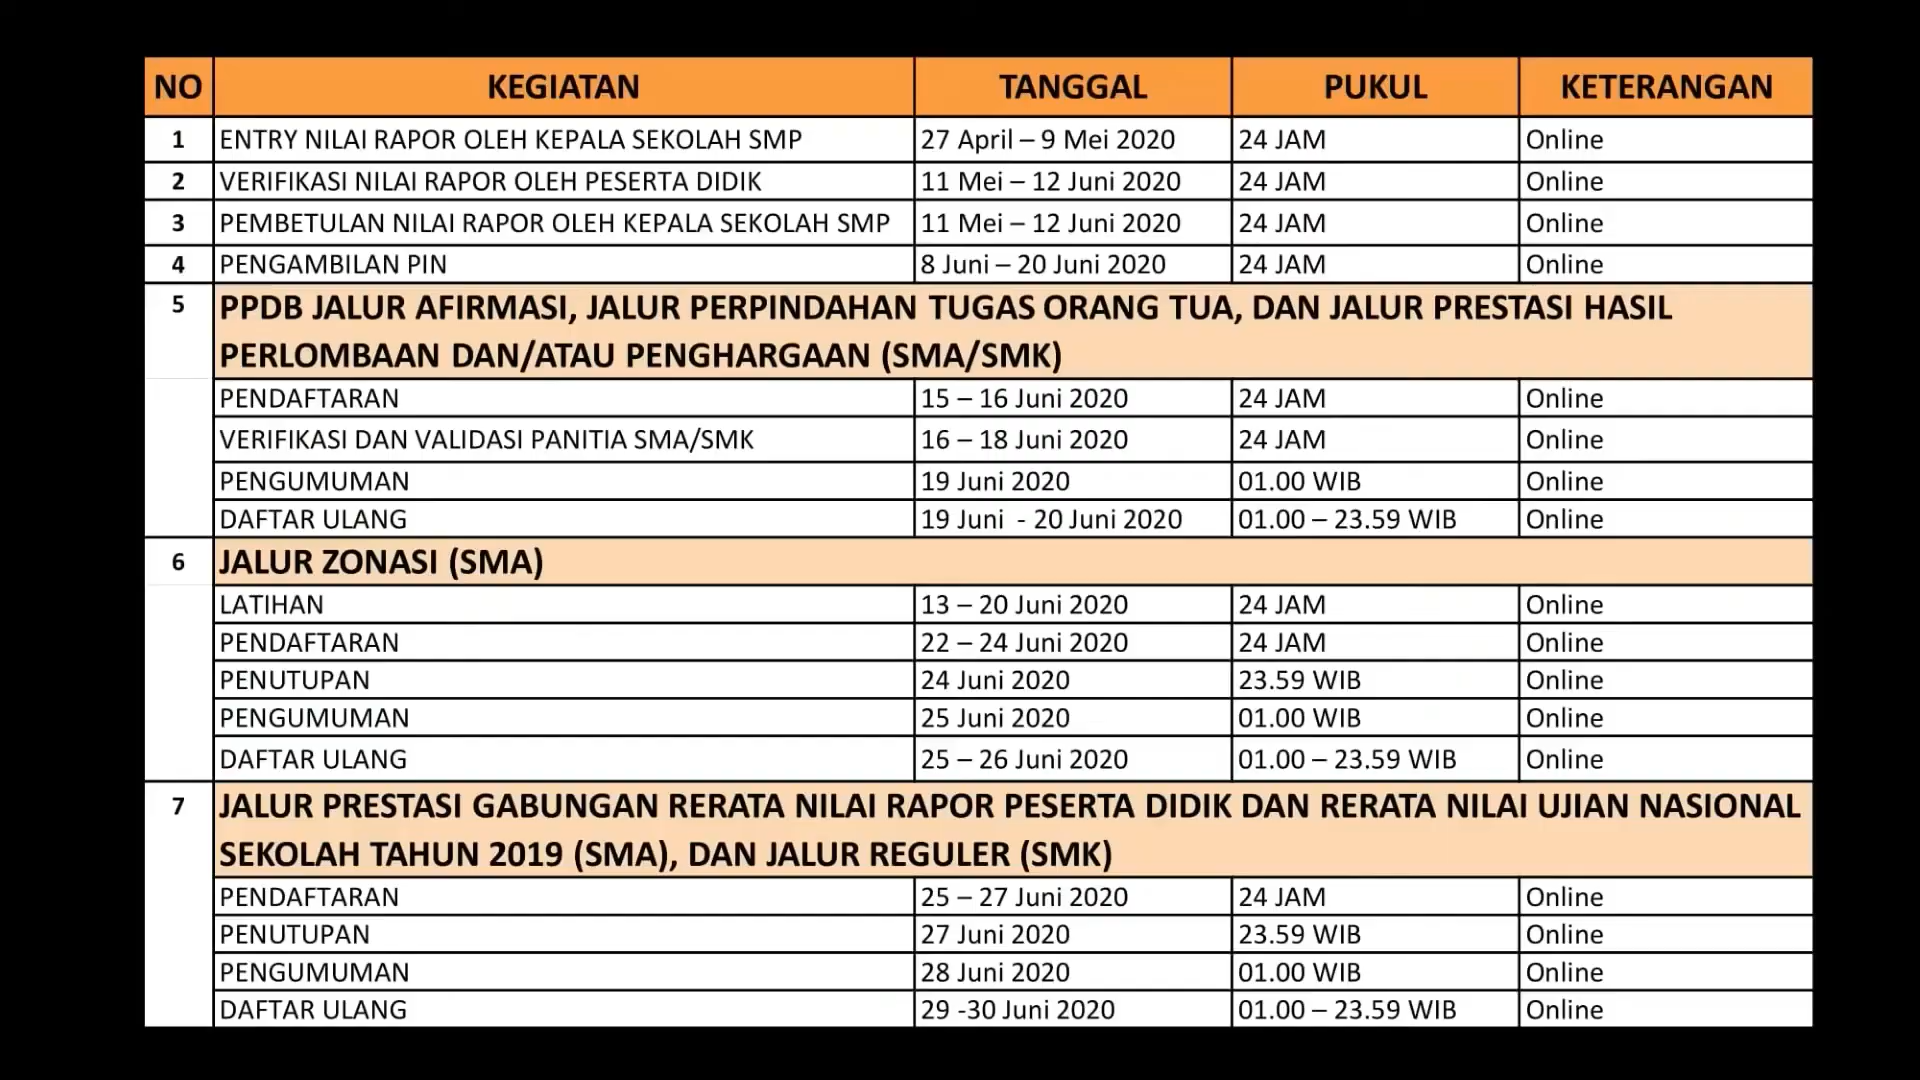 NO KEGIATAN TANGGAL PUKUL KETERANGAN
1 ENTRY NILAI RAPOR OLEH KEPALA SEKOLAH SMP 27 April – 9 Mei 2020 24 JAM Online
2 VERIFIKASI NILAI RAPOR OLEH PESERTA DIDIK 11 Mei – 12 Juni 2020 24 JAM Online
3 PEMBETULAN NILAI RAPOR OLEH KEPALA SEKOLAH SMP 11 Mei – 12 Juni 2020 24 JAM Online
4 PENGAMBILAN PIN 8 Juni – 20 Juni 2020 24 JAM Online
5 PPDB JALUR AFIRMASI, JALUR PERPINDAHAN TUGAS ORANG TUA, DAN JALUR PRESTASI HASIL
PERLOMBAAN DAN/ATAU PENGHARGAAN (SMA/SMK)
PENDAFTARAN 15 – 16 Juni 2020 24 JAM Online
VERIFIKASI DAN VALIDASI PANITIA SMA/SMK 16 – 18 Juni 2020 24 JAM Online
PENGUMUMAN 19 Juni 2020 01.00 WIB Online
DAFTAR ULANG 19 Juni - 20 Juni 2020 01.00 – 23.59 WIB Online
6 JALUR ZONASI (SMA)
LATIHAN 13 – 20 Juni 2020 24 JAM Online
PENDAFTARAN 22 – 24 Juni 2020 24 JAM Online
PENUTUPAN 24 Juni 2020 23.59 WIB Online
PENGUMUMAN 25 Juni 2020 01.00 WIB Online
DAFTAR ULANG 25 – 26 Juni 2020 01.00 – 23.59 WIB Online
7 JALUR PRESTASI GABUNGAN RERATA NILAI RAPOR PESERTA DIDIK DAN RERATA NILAI UJIAN NASIONAL
SEKOLAH TAHUN 2019 (SMA), DAN JALUR REGULER (SMK)
PENDAFTARAN 25 – 27 Juni 2020 24 JAM Online
PENUTUPAN 27 Juni 2020 23.59 WIB Online
PENGUMUMAN 28 Juni 2020 01.00 WIB Online
DAFTAR ULANG 29 -30 Juni 2020 01.00 – 23.59 WIB Online